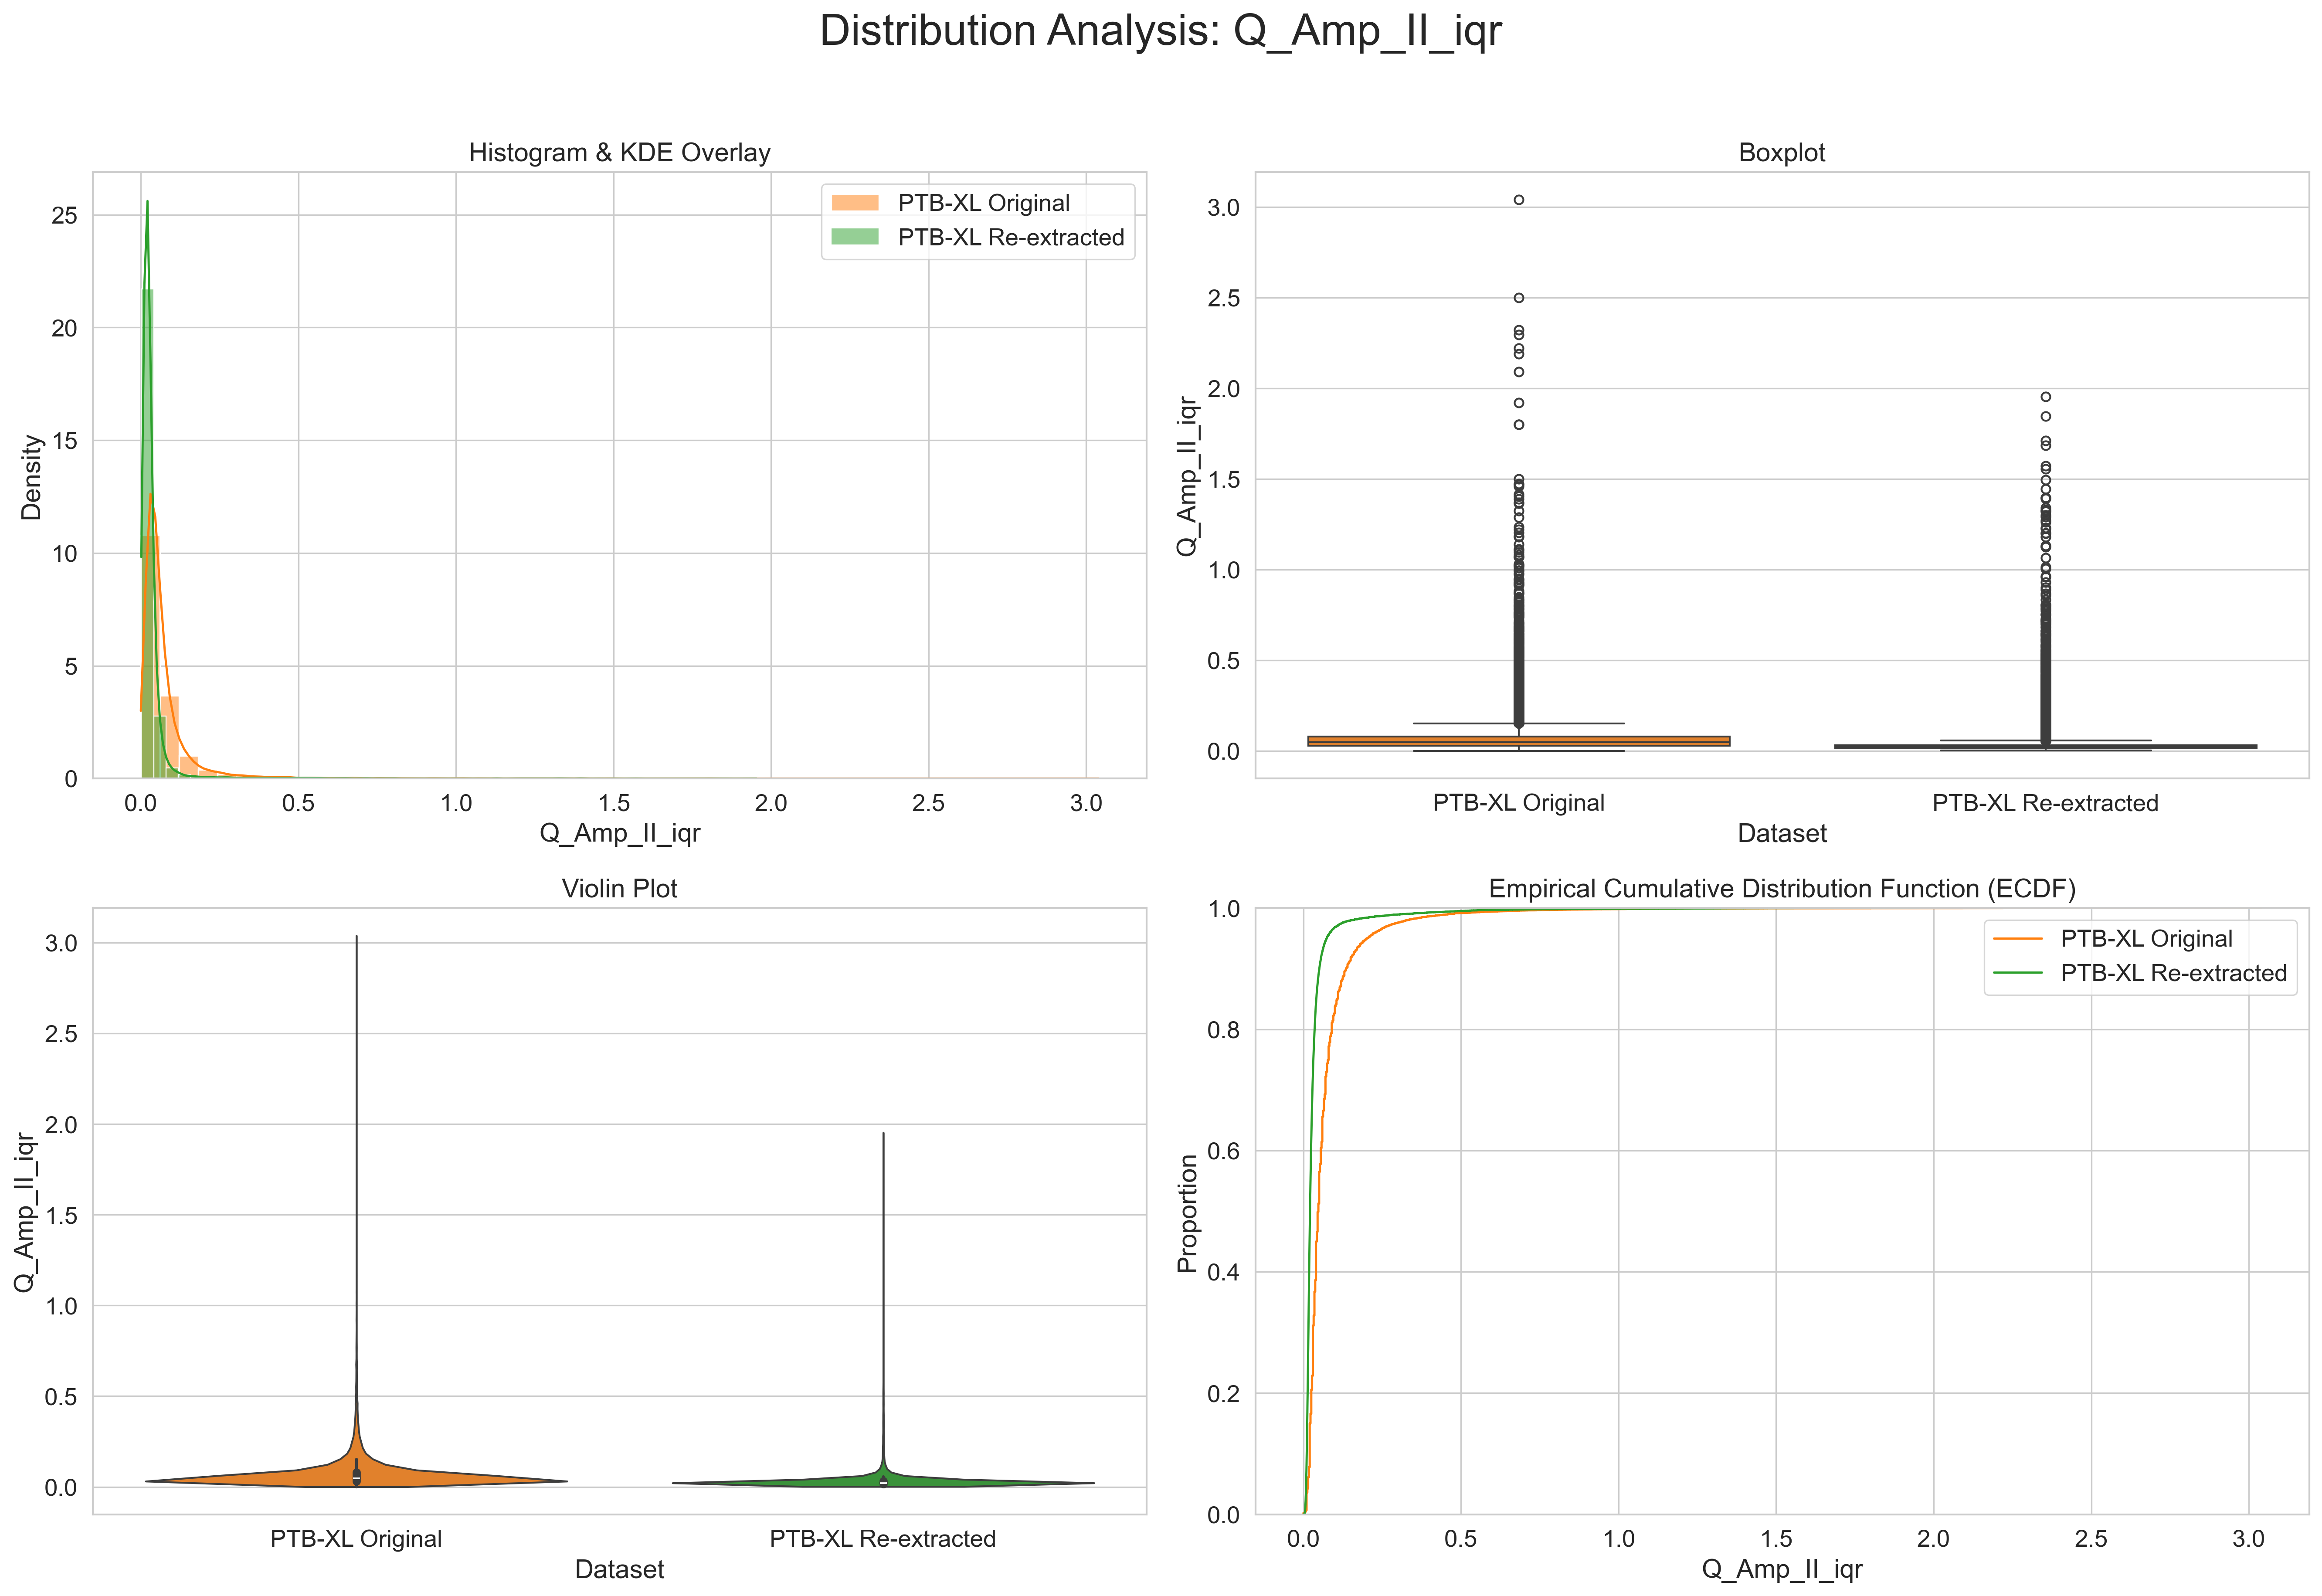 Distribution Analysis: Q_Amp_II_iqr
Histogram & KDE Overlay
Density
25
20
15
10
5
0
PTB-XL Original
PTB-XL Re-extracted
0.0 0.5 1.0 1.5 2.0 2.5 3.0
Q_Amp_II_iqr
Boxplot
Q_Amp_II_iqr
3.0
2.5
2.0
1.5
1.0
0.5
0.0
PTB-XL Original PTB-XL Re-extracted
Dataset
Violin Plot
Q_Amp_II_iqr
3.0
2.5
2.0
1.5
1.0
0.5
0.0
PTB-XL Original PTB-XL Re-extracted
Dataset
Empirical Cumulative Distribution Function (ECDF)
Proportion
1.0
0.8
0.6
0.4
0.2
0.0
PTB-XL Original
PTB-XL Re-extracted
0.0 0.5 1.0 1.5 2.0 2.5 3.0
Q_Amp_II_iqr